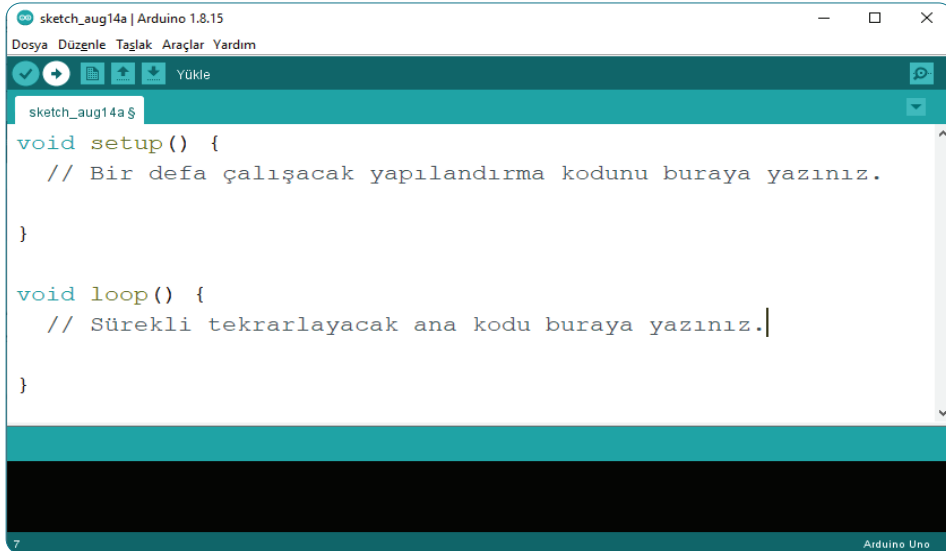 sketch_aug14a | Arduino 1.8.15
Dosya Düzenle Taslak Araçlar Yardım
Yükle
sketch_aug14a §
void setup() {
  // Bir defa çalışacak yapılandırma kodunu buraya yazınız.
}
void loop() {
  // Sürekli tekrarlayacak ana kodu buraya yazınız.
}
7
Arduino Uno